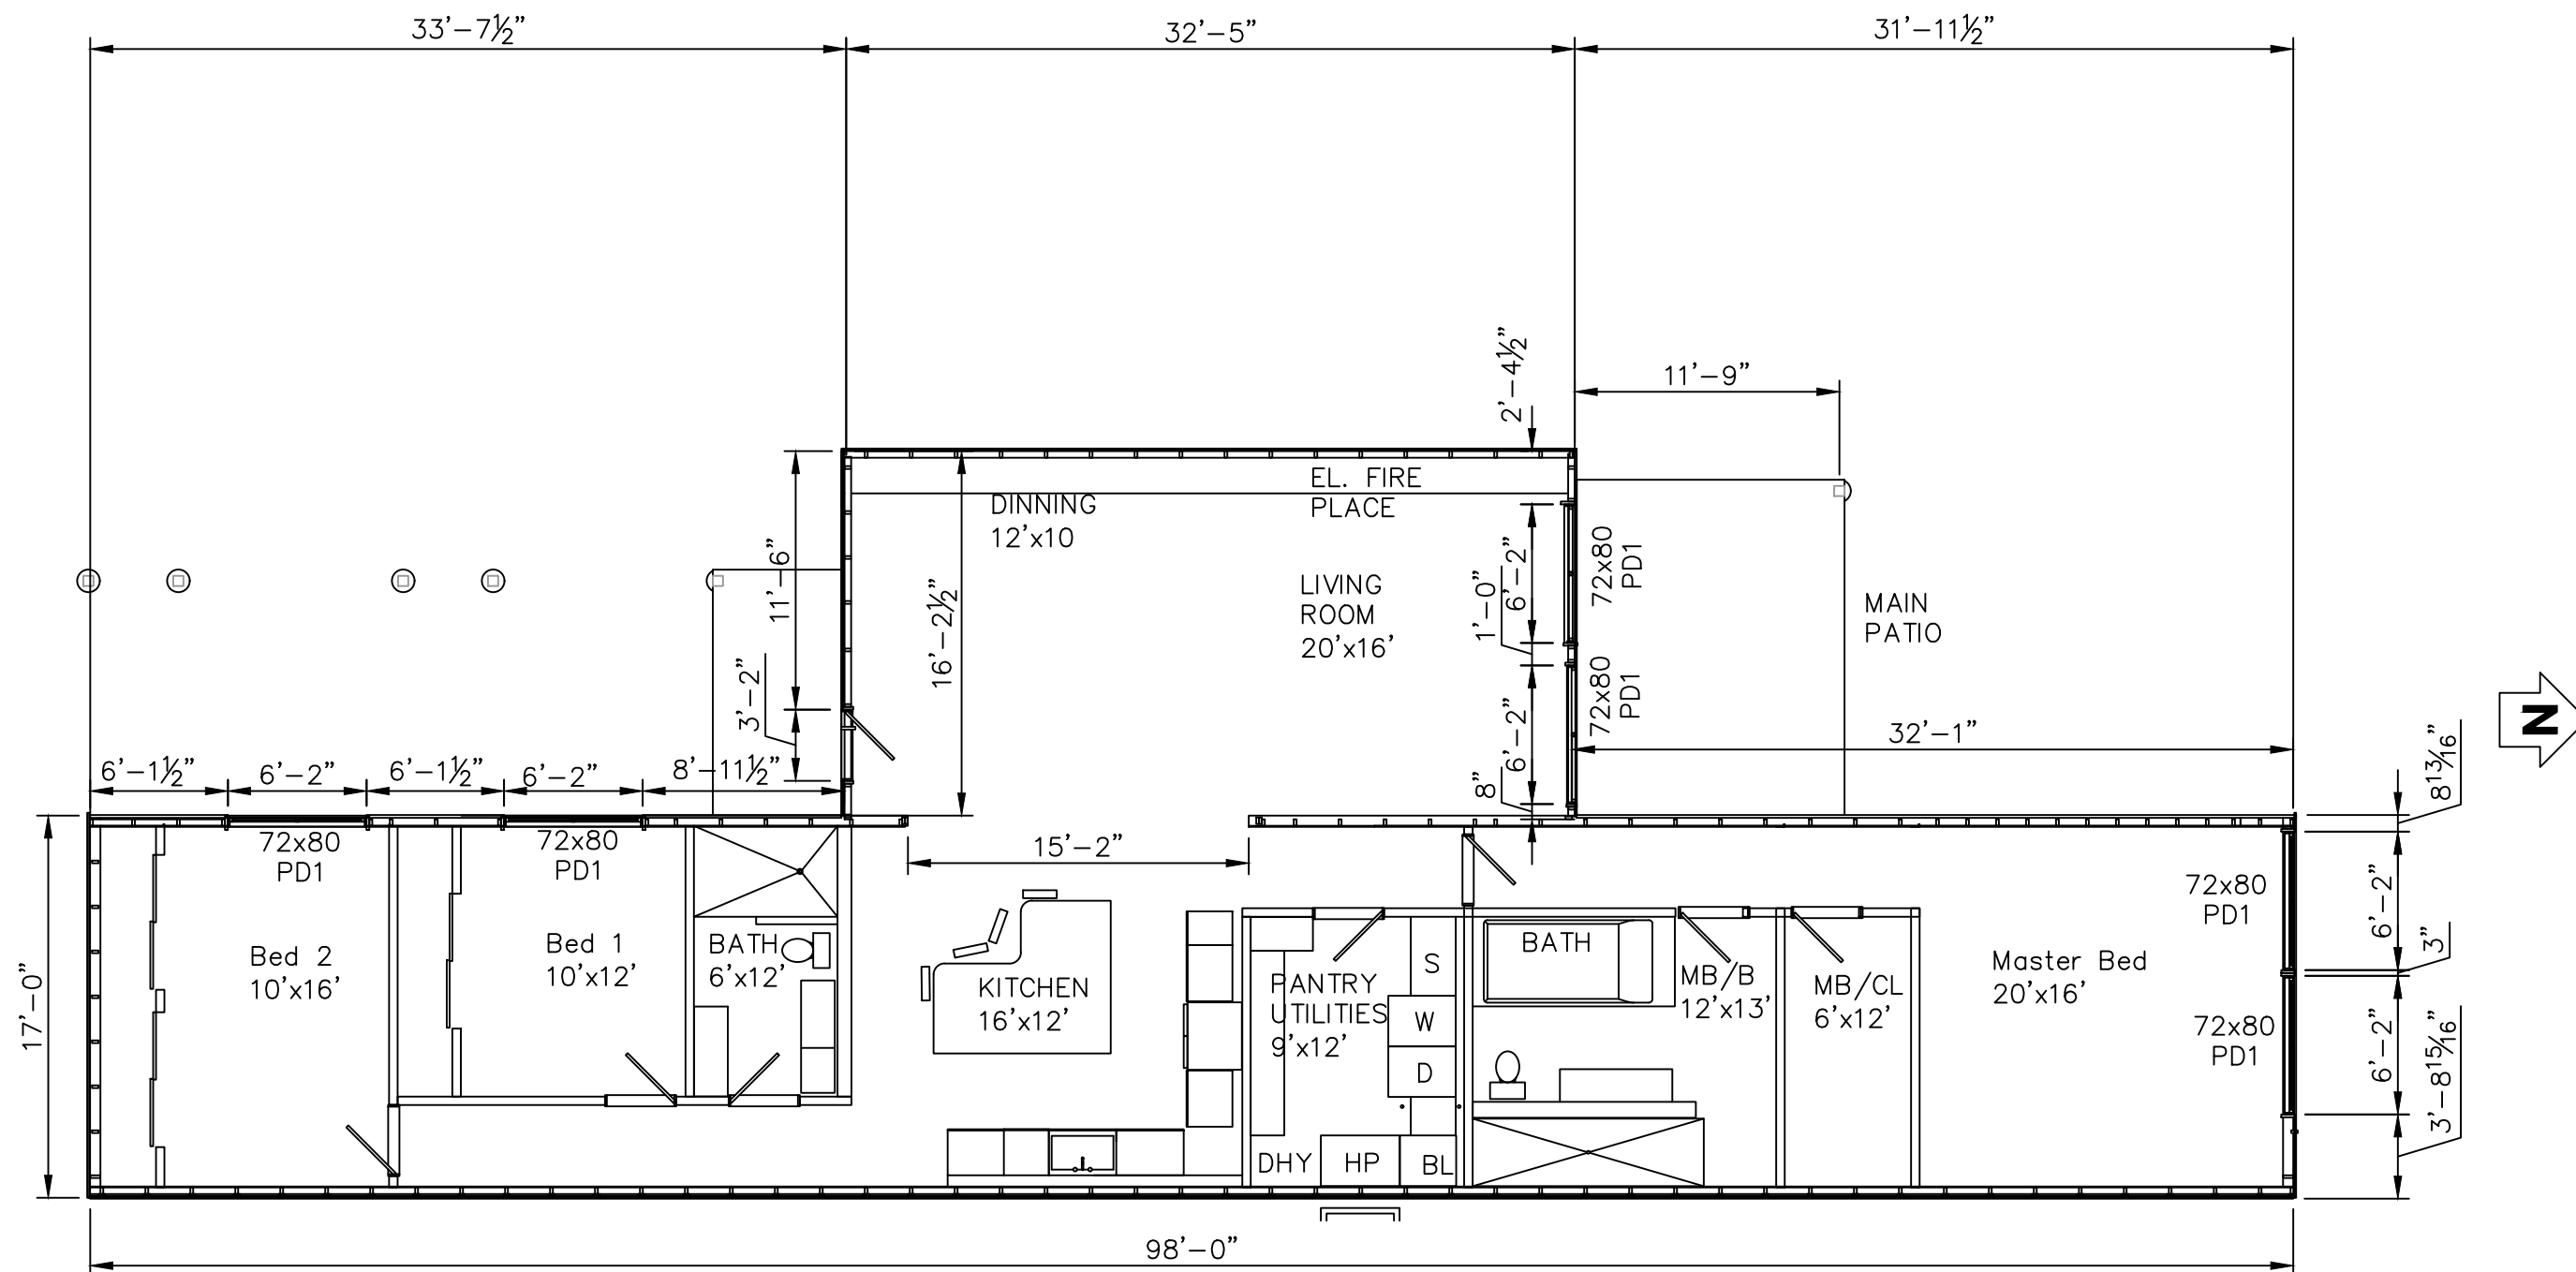 33'-7½"
32'-5"
31'-11½"
2'-4½"
11'-9"
EL. FIRE
PLACE
DINNING
12'x10
11'-6"
16'-2½"
3'-2"
LIVING
ROOM
20'x16'
1'-0"
6'-2"
6'-2"
8"
72x80
PD1
72x80
PD1
MAIN
PATIO
32'-1"
N
6'-1½"
6'-2"
6'-1½"
6'-2"
8'-11½"
8 13/16"
72x80
PD1
72x80
PD1
15'-2"
72x80
PD1
6'-2"
3"
17'-0"
Bed 2
10'x16'
Bed 1
10'x12'
BATH
6'x12'
KITCHEN
16'x12'
PANTRY
UTILITIES
9'x12'
S
W
D
DHY
HP
BL
BATH
MB/B
12'x13'
MB/CL
6'x12'
Master Bed
20'x16'
72x80
PD1
6'-2"
3'-8 15/16"
98'-0"